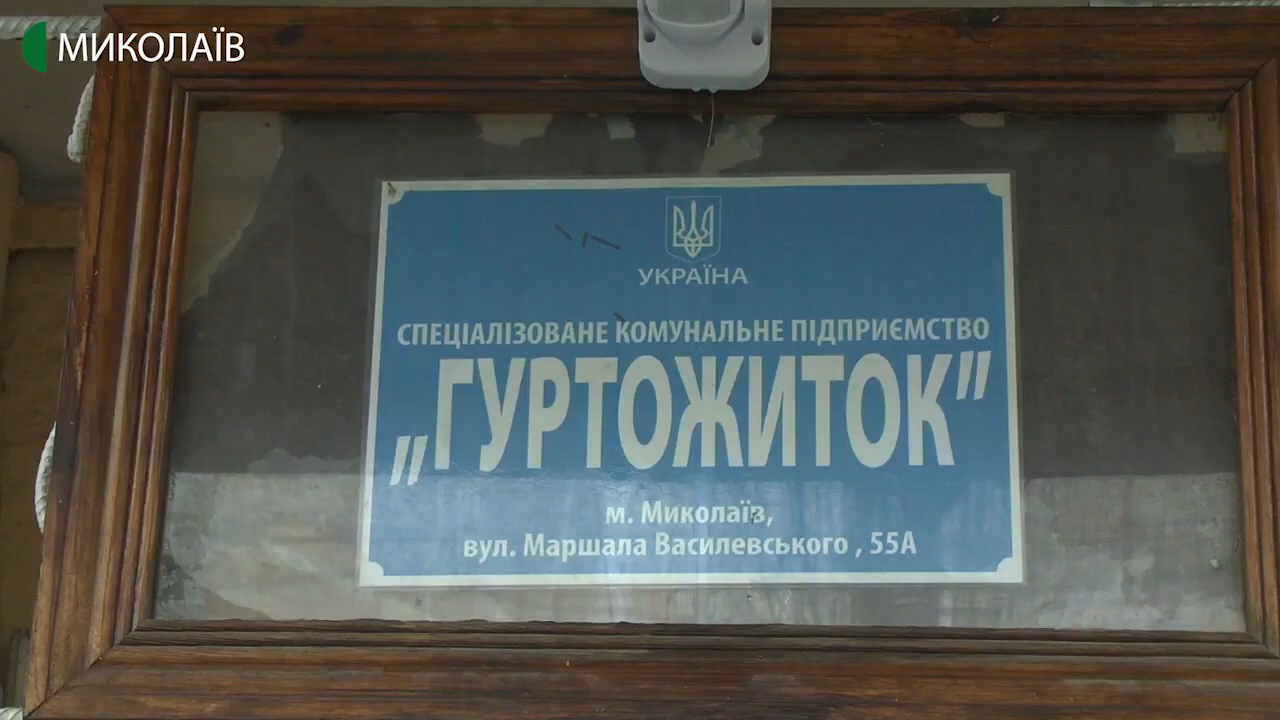 МИКОЛАЇВ
УКРАЇНА
СПЕЦІАЛІЗОВАНЕ КОМУНАЛЬНЕ ПІДПРИЄМСТВО
„ГУРТОЖИТОК”
м. Миколаїв,
вул. Маршала Василевського , 55А